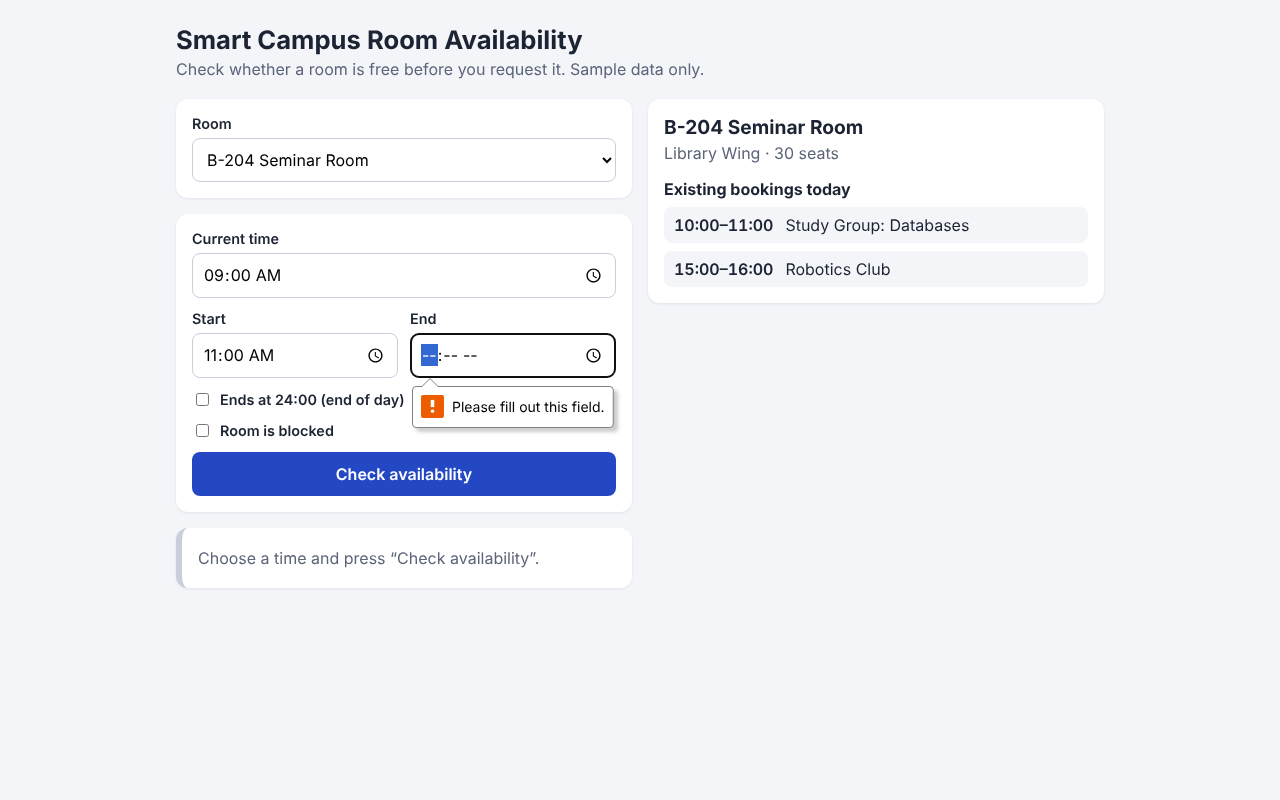 Smart Campus Room Availability
Check whether a room is free before you request it. Sample data only.
Room
B-204 Seminar Room
Current time
09:00 AM
Start
End
11:00 AM
--:-- --
Ends at 24:00 (end of day)
Please fill out this field.
Room is blocked
Check availability
Choose a time and press “Check availability”.
B-204 Seminar Room
Library Wing · 30 seats
Existing bookings today
10:00–11:00 Study Group: Databases
15:00–16:00 Robotics Club